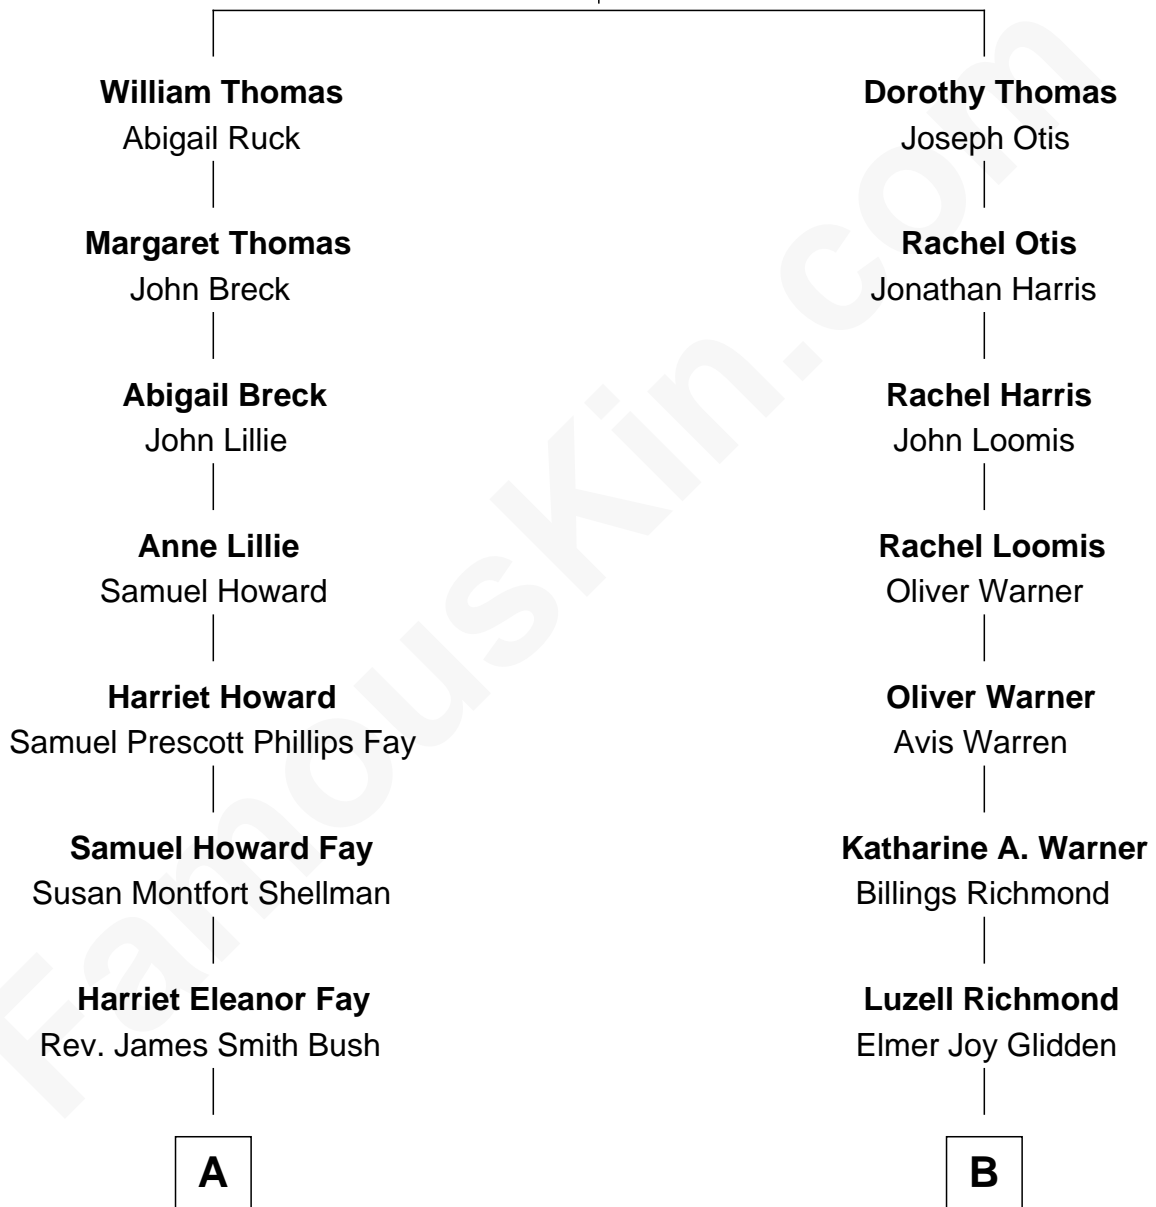 William Thomas
Abigail Ruck
Dorothy Thomas
Joseph Otis
Margaret Thomas
John Breck
Rachel Otis
Jonathan Harris
Abigail Breck
John Lillie
Rachel Harris
John Loomis
Anne Lillie
Samuel Howard
Rachel Loomis
Oliver Warner
Harriet Howard
Samuel Prescott Phillips Fay
Oliver Warner
Avis Warren
Samuel Howard Fay
Susan Montfort Shellman
Katharine A. Warner
Billings Richmond
Harriet Eleanor Fay
Rev. James Smith Bush
Luzell Richmond
Elmer Joy Glidden
A
B
FamousKin.com